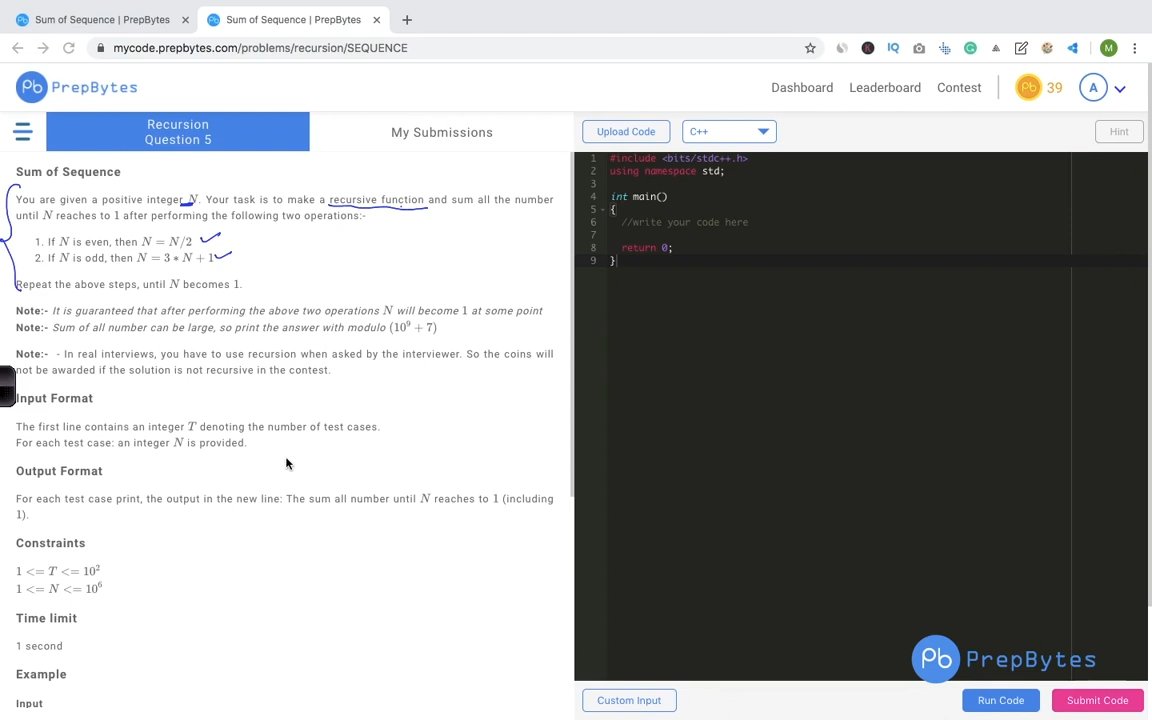 Sum of Sequence | PrepBytes
Sum of Sequence | PrepBytes
mycode.prepbytes.com/problems/recursion/SEQUENCE
IQ
M
Pb PrepBytes
Dashboard Leaderboard Contest Pb 39 A
Recursion
Question 5
My Submissions
Upload Code C++ Hint
Sum of Sequence
You are given a positive integer N. Your task is to make a recursive function and sum all the number
until N reaches to 1 after performing the following two operations:-
1. If N is even, then N = N/2
2. If N is odd, then N = 3 * N + 1
Repeat the above steps, until N becomes 1.
Note:- It is guaranteed that after performing the above two operations N will become 1 at some point
Note:- Sum of all number can be large, so print the answer with modulo (10⁹ + 7)
Note:- - In real interviews, you have to use recursion when asked by the interviewer. So the coins will
not be awarded if the solution is not recursive in the contest.
Input Format
The first line contains an integer T denoting the number of test cases.
For each test case: an integer N is provided.
Output Format
For each test case print, the output in the new line: The sum all number until N reaches to 1 (including
1).
Constraints
1 <= T <= 10²
1 <= N <= 10⁶
Time limit
1 second
Example
Input
1 #include <bits/stdc++.h>
2 using namespace std;
3
4 int main()
5 {
6 //write your code here
7
8 return 0;
9 }
Pb PrepBytes
Custom Input Run Code Submit Code